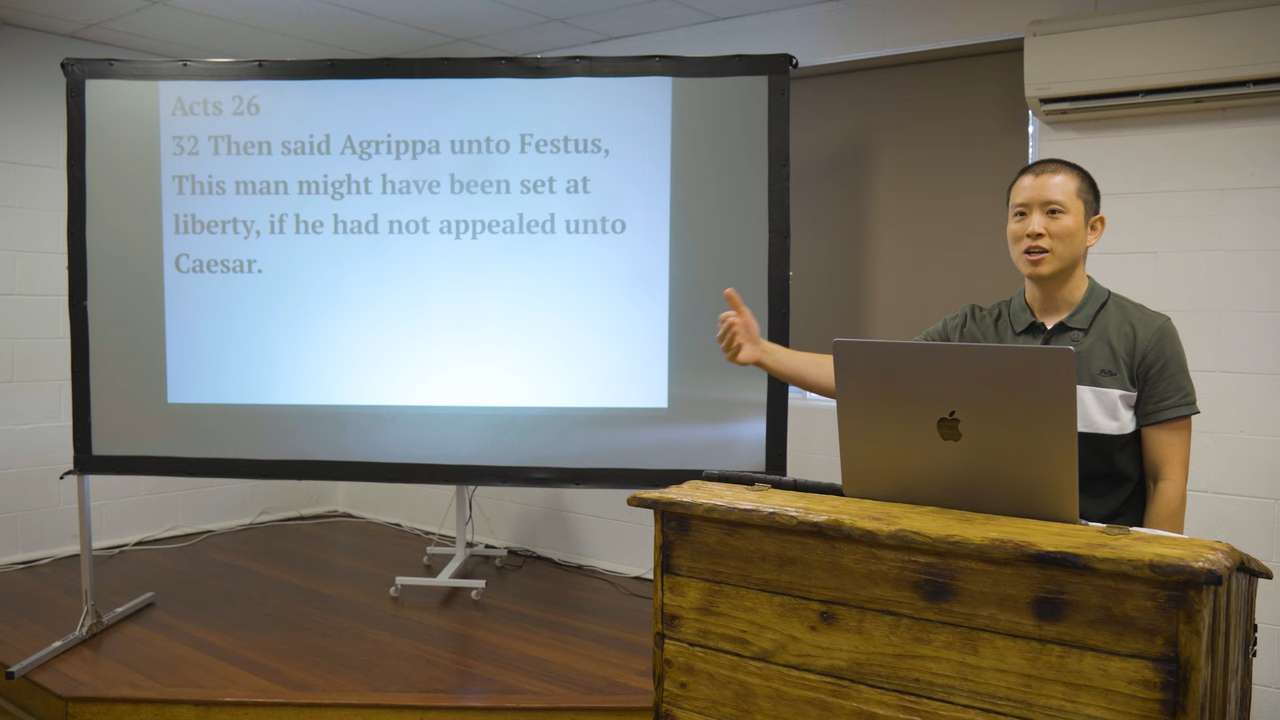 Acts 26
32 Then said Agrippa unto Festus,
This man might have been set at
liberty, if he had not appealed unto
Caesar.